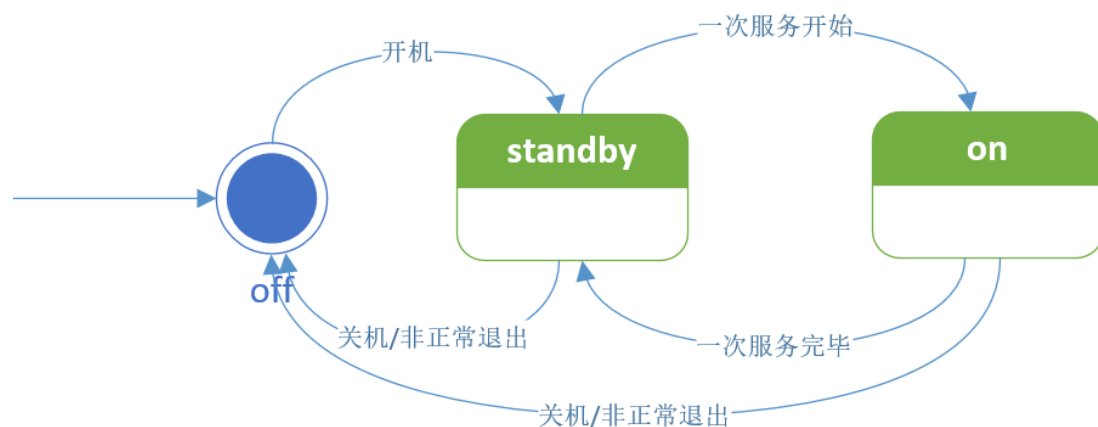 一次服务开始
开机
standby
on
off
关机/非正常退出
一次服务完毕
关机/非正常退出